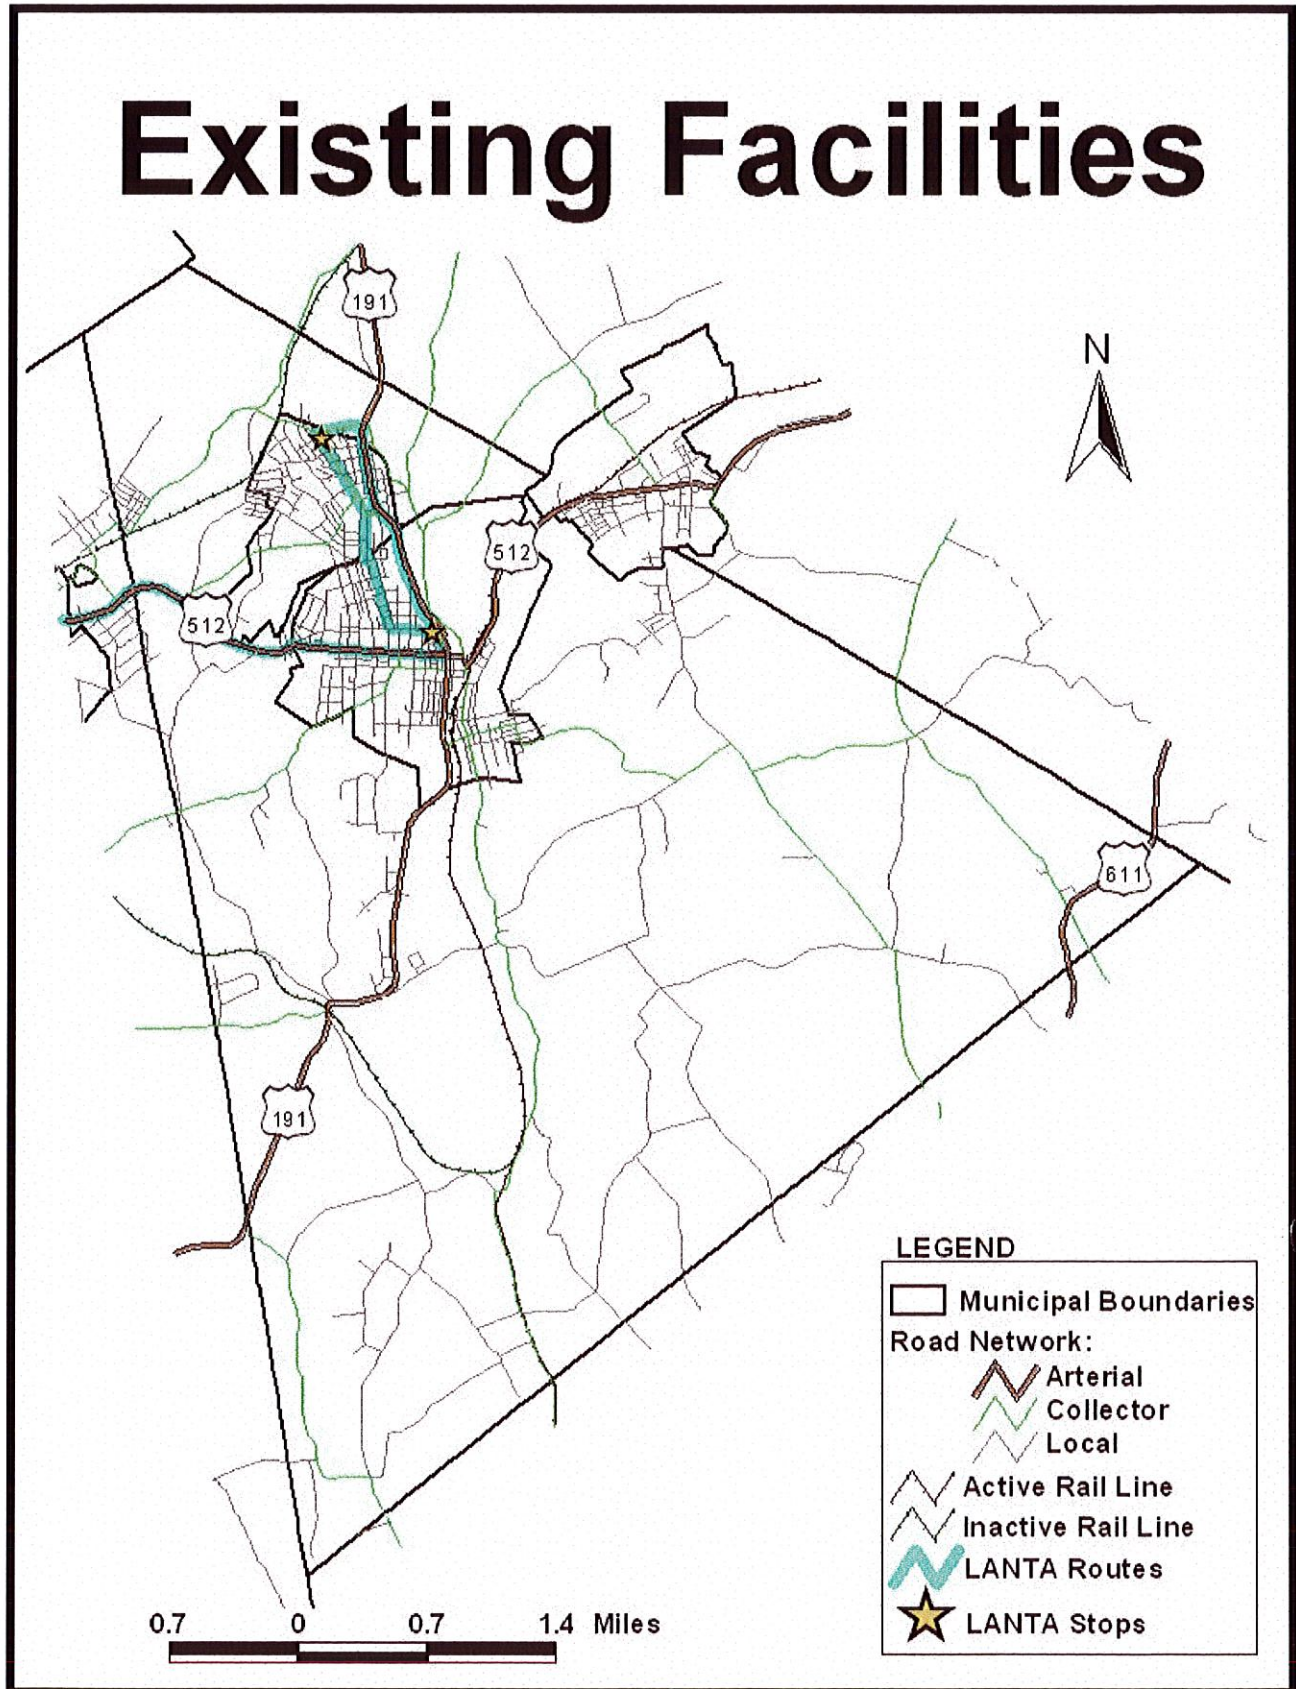 Existing Facilities
191
N
512
512
611
191
LEGEND
Municipal Boundaries
Road Network:
Arterial
Collector
Local
Active Rail Line
Inactive Rail Line
LANTA Routes
LANTA Stops
0.7 0 0.7 1.4 Miles